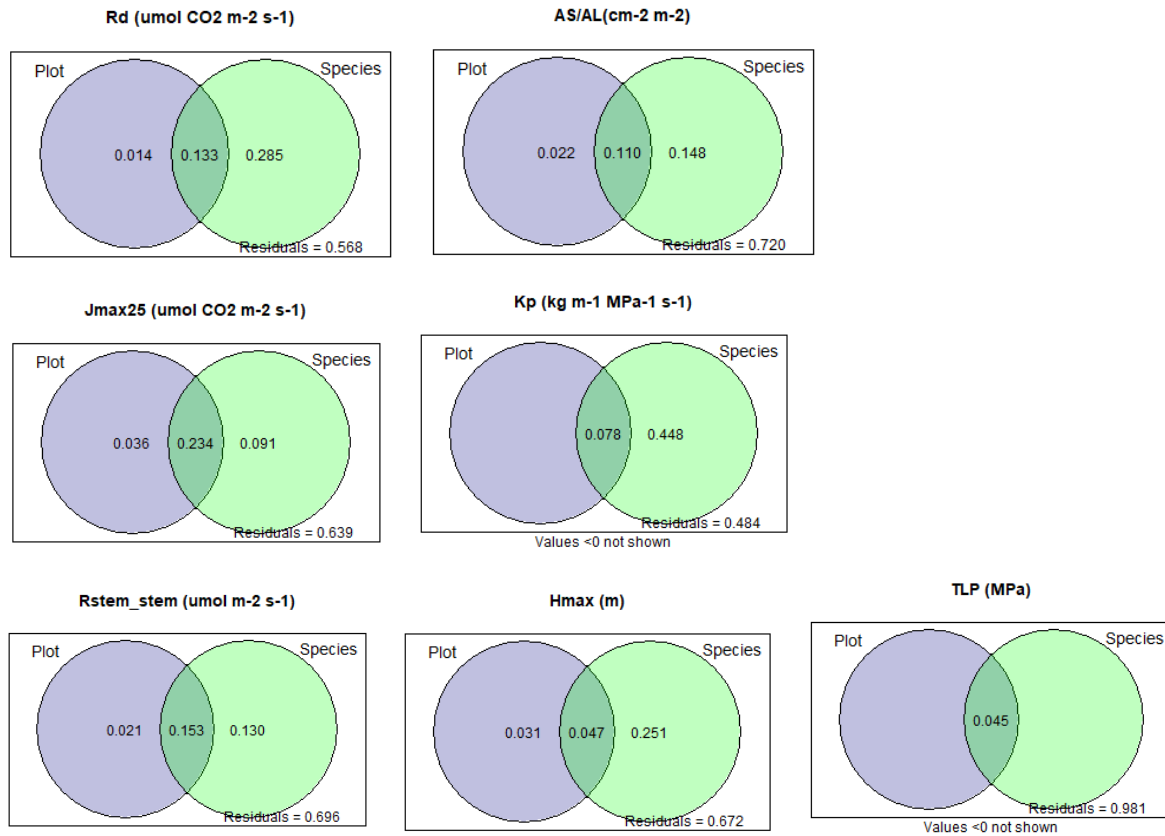 Rd (umol CO2 m-2 s-1)
Plot
Species
0.014
0.133
0.285
Residuals = 0.568
AS/AL(cm-2 m-2)
Plot
Species
0.022
0.110
0.148
Residuals = 0.720
Jmax25 (umol CO2 m-2 s-1)
Plot
Species
0.036
0.234
0.091
Residuals = 0.639
Kp (kg m-1 MPa-1 s-1)
Plot
Species
0.078
0.448
Residuals = 0.484
Values <0 not shown
Rstem_stem (umol m-2 s-1)
Plot
Species
0.021
0.153
0.130
Residuals = 0.696
Hmax (m)
Plot
Species
0.031
0.047
0.251
Residuals = 0.672
TLP (MPa)
Plot
Species
0.045
Residuals = 0.981
Values <0 not shown